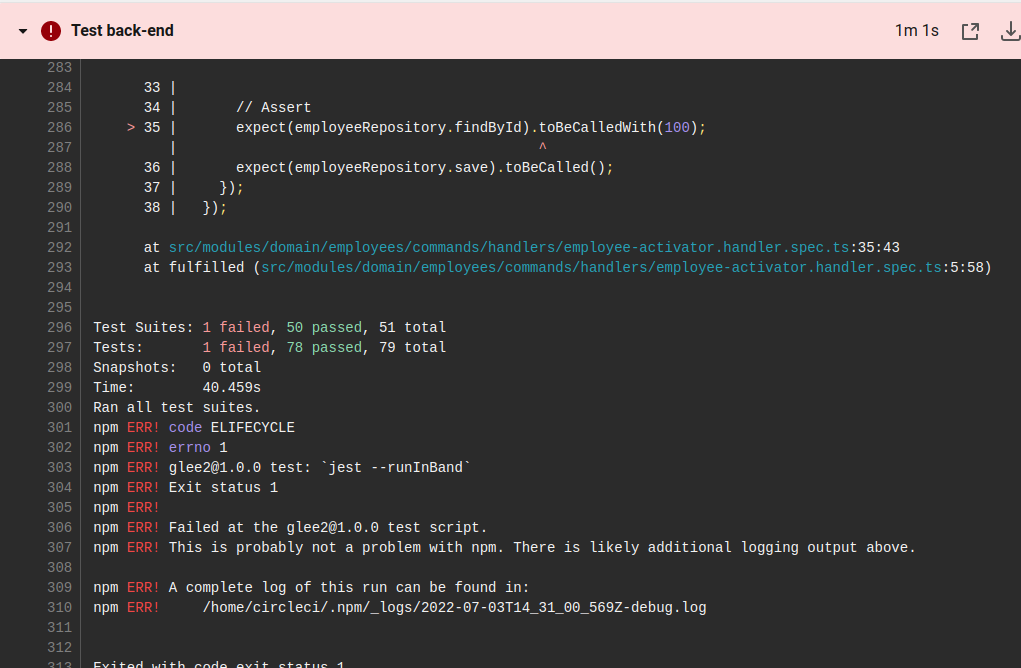 Test back-end 1m 1s
283
284 33 |
285 34 | // Assert
286 > 35 | expect(employeeRepository.findById).toBeCalledWith(100);
287 | ^
288 36 | expect(employeeRepository.save).toBeCalled();
289 37 | });
290 38 | });
291
292 at src/modules/domain/employees/commands/handlers/employee-activator.handler.spec.ts:35:43
293 at fulfilled (src/modules/domain/employees/commands/handlers/employee-activator.handler.spec.ts:5:58)
294
295
296 Test Suites: 1 failed, 50 passed, 51 total
297 Tests: 1 failed, 78 passed, 79 total
298 Snapshots: 0 total
299 Time: 40.459s
300 Ran all test suites.
301 npm ERR! code ELIFECYCLE
302 npm ERR! errno 1
303 npm ERR! glee2@1.0.0 test: `jest --runInBand`
304 npm ERR! Exit status 1
305 npm ERR!
306 npm ERR! Failed at the glee2@1.0.0 test script.
307 npm ERR! This is probably not a problem with npm. There is likely additional logging output above.
308
309 npm ERR! A complete log of this run can be found in:
310 npm ERR! /home/circleci/.npm/_logs/2022-07-03T14_31_00_569Z-debug.log
311
312
313 Exited with code exit status 1